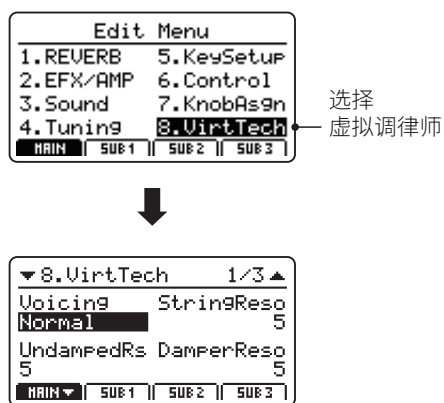 Edit Menu
1.REVERB 5.KeySetup
2.EFX/AMP 6.Control
3.Sound 7.KnobAsgn
4.Tuning 8.VirtTech
MAIN SUB1 SUB2 SUB3
选择
虚拟调律师
▼8.VirtTech 1/3▲
Voicing StringReso
Normal 5
UndampedRs DamperReso
5 5
MAIN▼ SUB1 SUB2 SUB3